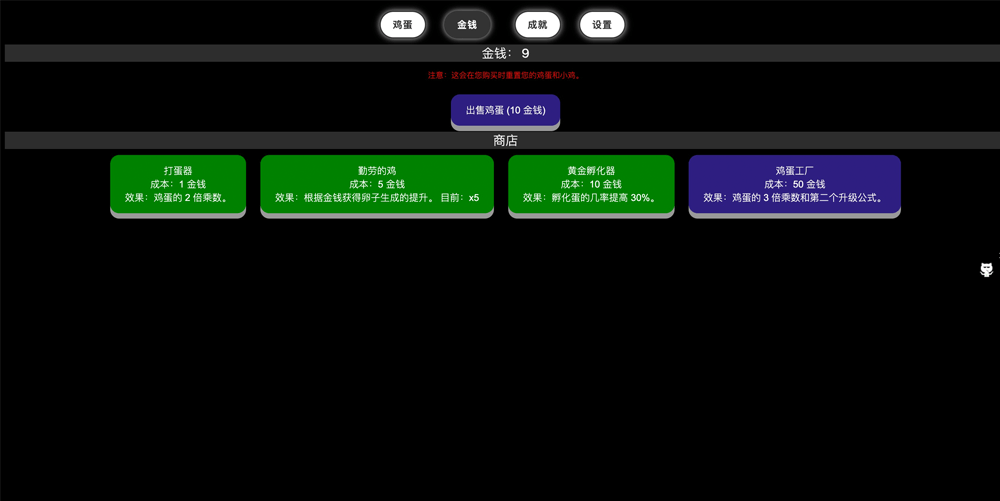 鸡蛋 金钱 成就 设置
金钱： 9
注意：这会在您购买时重置您的鸡蛋和小鸡。
出售鸡蛋 (10 金钱)
商店
打蛋器
成本：1 金钱
效果：鸡蛋的 2 倍乘数。
勤劳的鸡
成本：5 金钱
效果：根据金钱获得卵子生成的提升。 目前：x5
黄金孵化器
成本：10 金钱
效果：孵化蛋的几率提高 30%。
鸡蛋工厂
成本：50 金钱
效果：鸡蛋的 3 倍乘数和第二个升级公式。